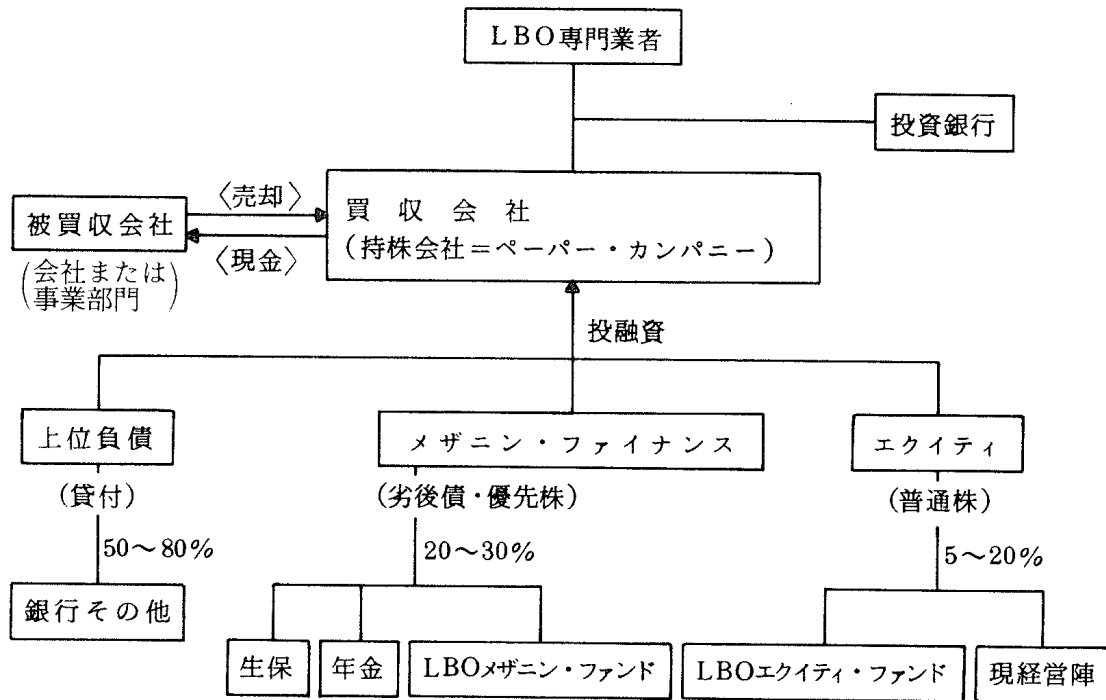 LBO専門業者
投資銀行
〈売却〉
被買収会社
買収会社
(持株会社=ペーパー・カンパニー)
〈現金〉
(会社または
事業部門)
投融資
上位負債
メザニン・ファイナンス
エクイティ
(貸付)
(劣後債・優先株)
(普通株)
50～80%
20～30%
5～20%
銀行その他
生保
年金
LBOメザニン・ファンド
LBOエクイティ・ファンド
現経営陣